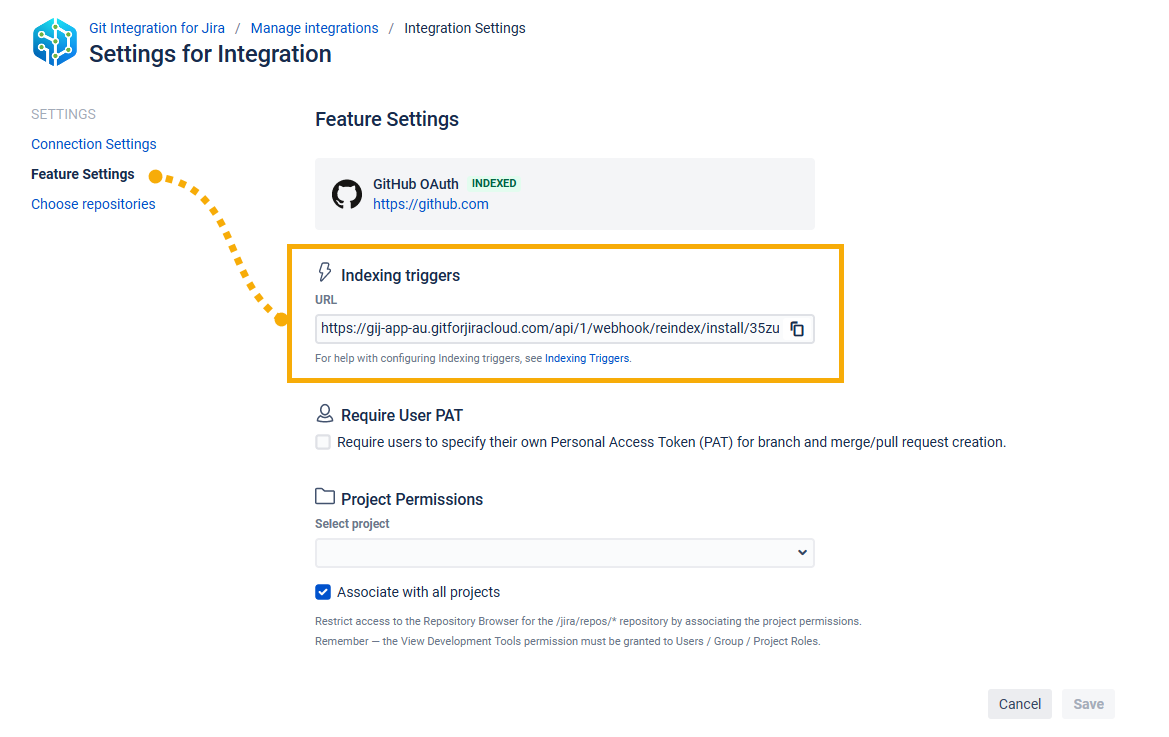 Git Integration for Jira / Manage integrations / Integration Settings
Settings for Integration
SETTINGS
Connection Settings
Feature Settings
Choose repositories
Feature Settings
GitHub OAuth INDEXED
https://github.com
Indexing triggers
URL
https://gij-app-au.gitforjiracloud.com/api/1/webhook/reindex/install/35zu
For help with configuring Indexing triggers, see Indexing Triggers.
Require User PAT
Require users to specify their own Personal Access Token (PAT) for branch and merge/pull request creation.
Project Permissions
Select project
Associate with all projects
Restrict access to the Repository Browser for the /jira/repos/* repository by associating the project permissions.
Remember — the View Development Tools permission must be granted to Users / Group / Project Roles.
Cancel Save